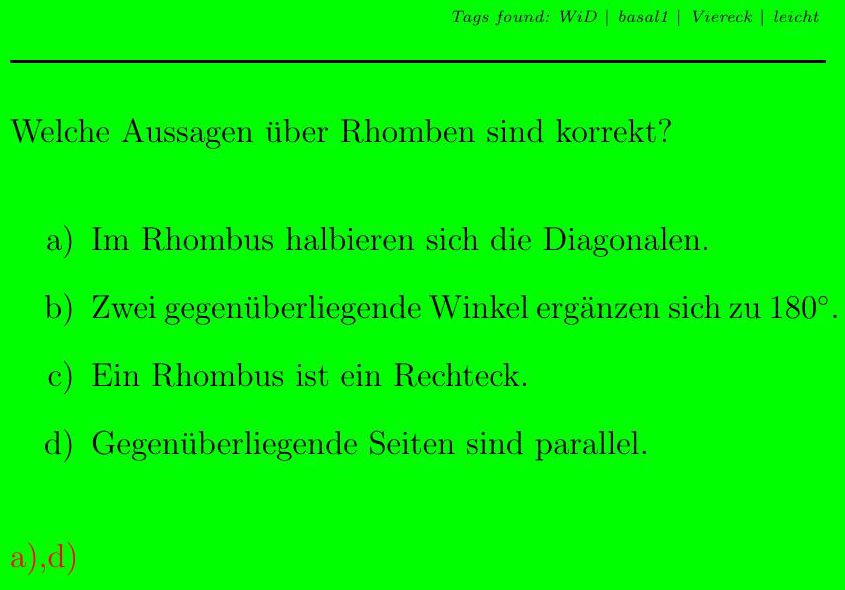 Tags found: WiD | basal1 | Viereck | leicht
Welche Aussagen über Rhomben sind korrekt?
a) Im Rhombus halbieren sich die Diagonalen.
b) Zwei gegenüberliegende Winkel ergänzen sich zu 180°.
c) Ein Rhombus ist ein Rechteck.
d) Gegenüberliegende Seiten sind parallel.
a),d)